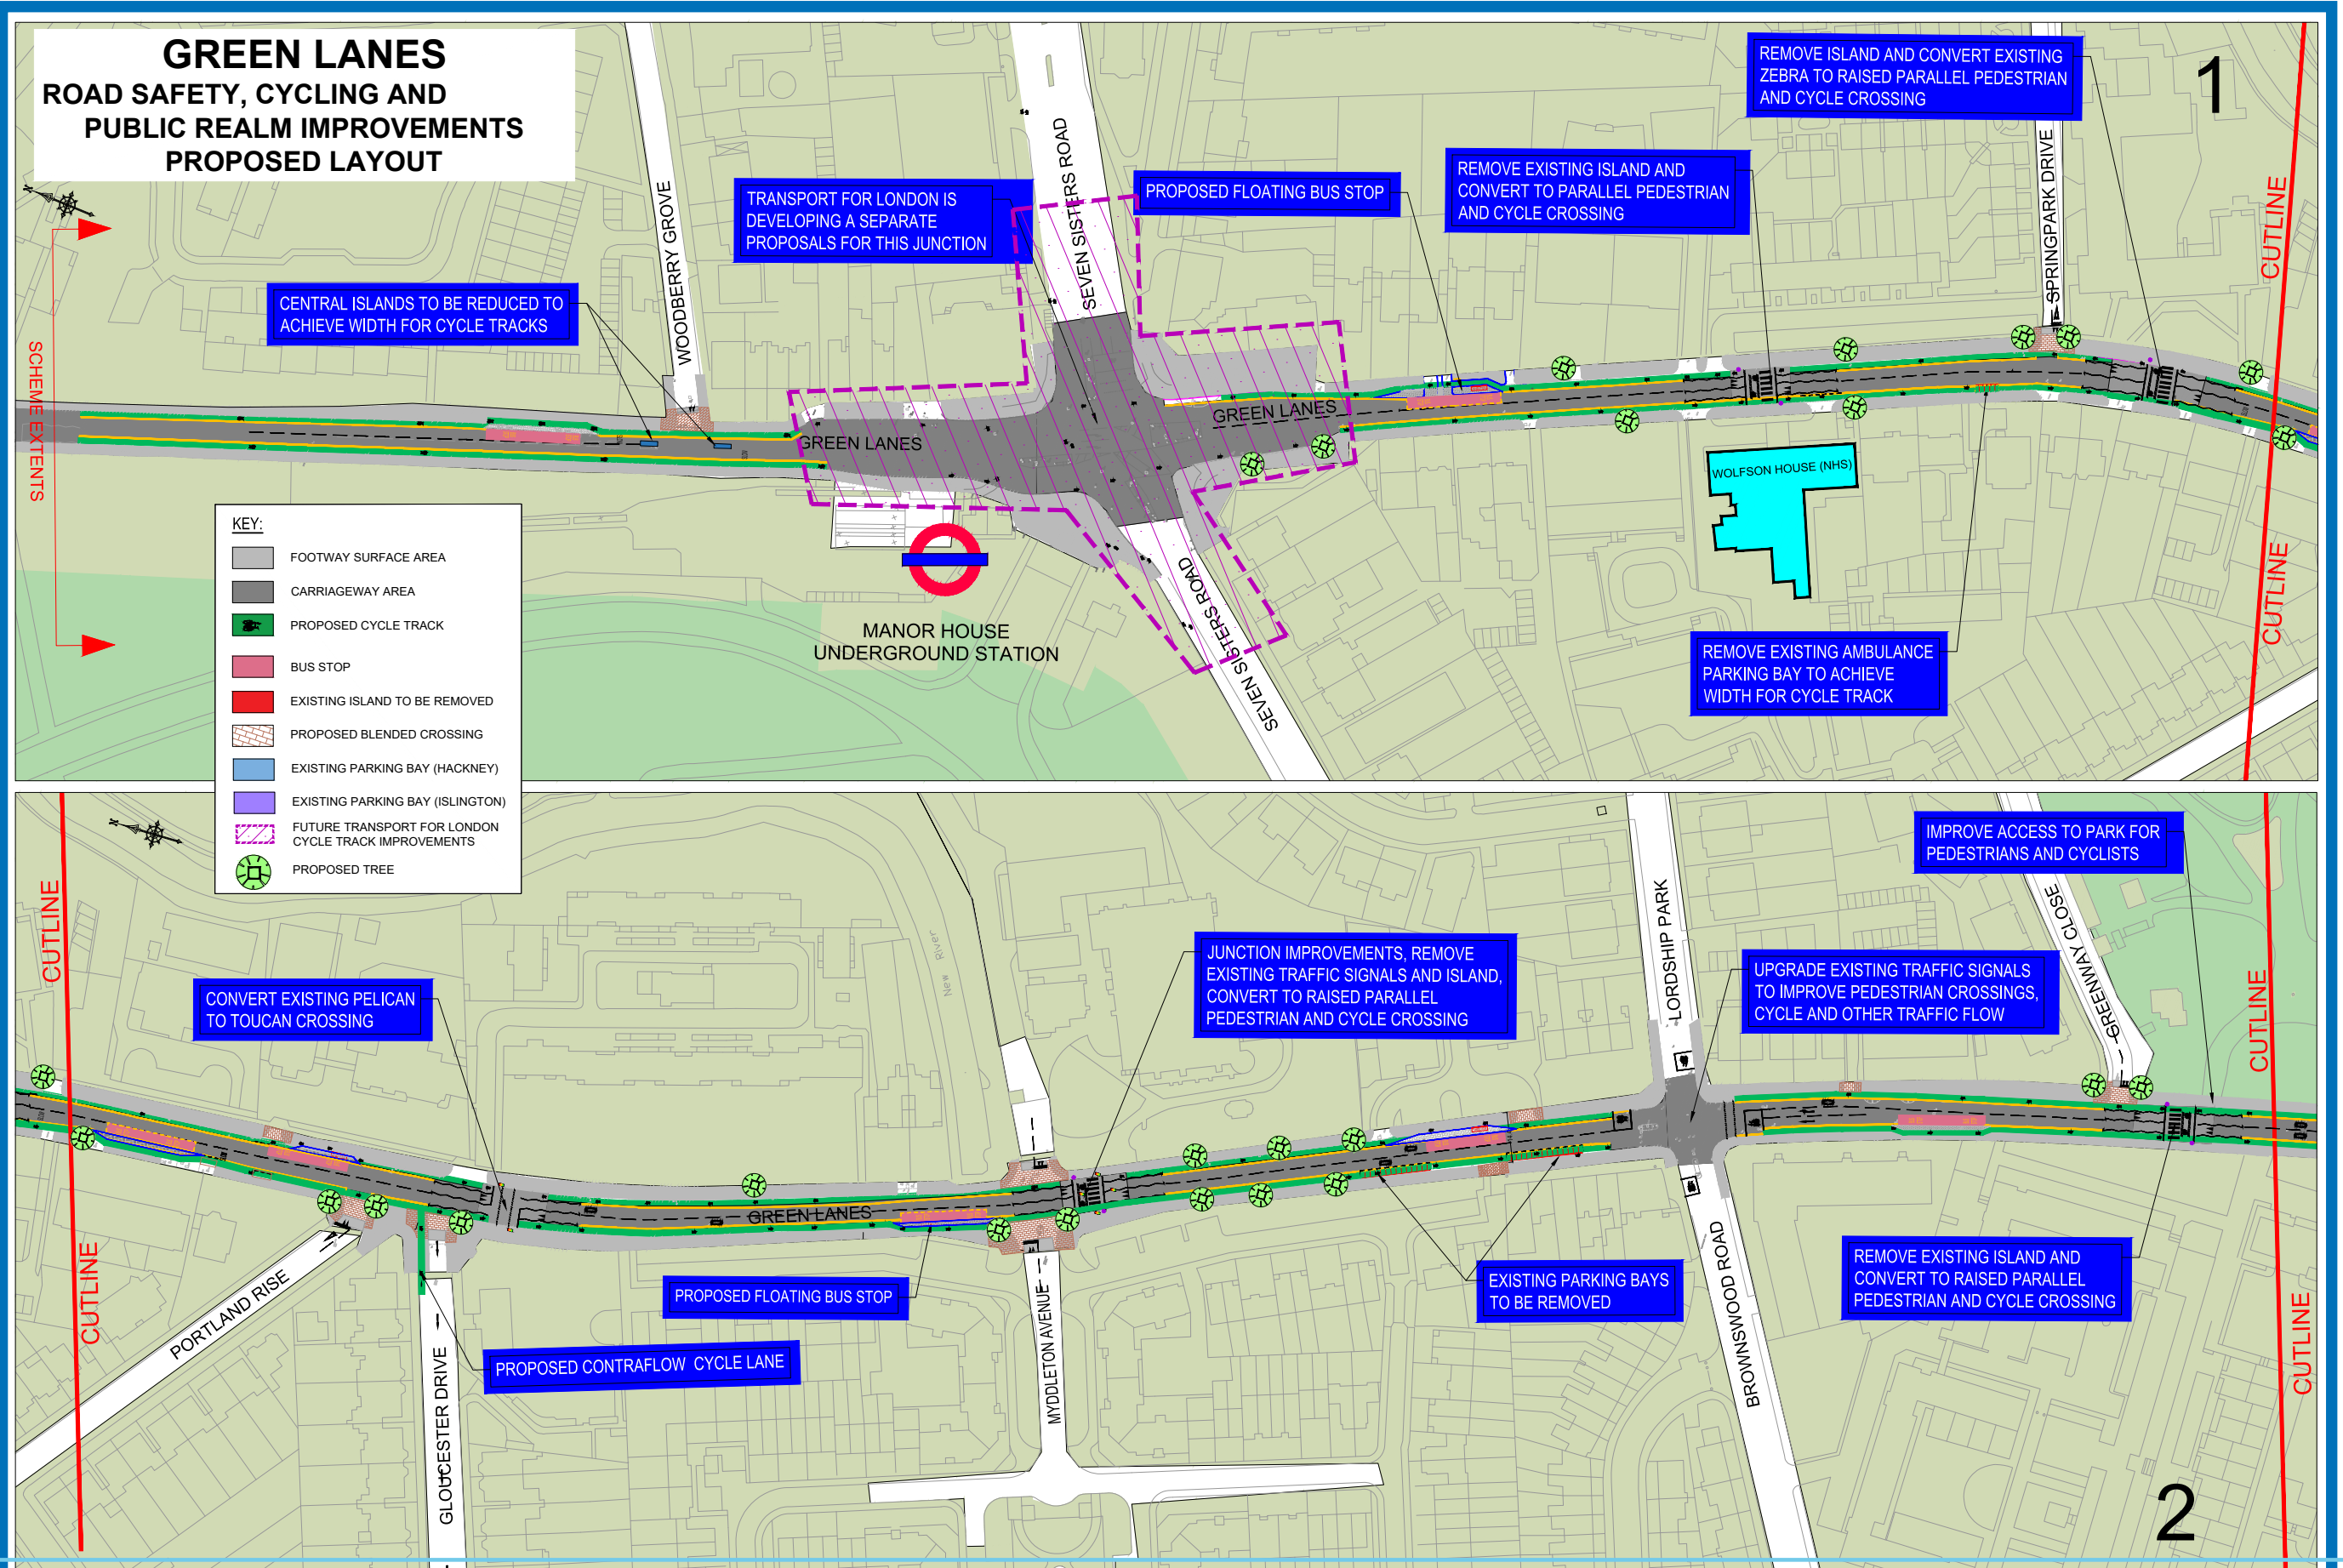 GREEN LANES
ROAD SAFETY, CYCLING AND
PUBLIC REALM IMPROVEMENTS
PROPOSED LAYOUT
1
N
SCHEME EXTENTS
CENTRAL ISLANDS TO BE REDUCED TO
ACHIEVE WIDTH FOR CYCLE TRACKS
WOODBERRY GROVE
TRANSPORT FOR LONDON IS
DEVELOPING A SEPARATE
PROPOSALS FOR THIS JUNCTION
SEVEN SISTERS ROAD
PROPOSED FLOATING BUS STOP
REMOVE EXISTING ISLAND AND
CONVERT TO PARALLEL PEDESTRIAN
AND CYCLE CROSSING
REMOVE ISLAND AND CONVERT EXISTING
ZEBRA TO RAISED PARALLEL PEDESTRIAN
AND CYCLE CROSSING
SPRINGPARK DRIVE
CUTLINE
GREEN LANES
GREEN LANES
WOLFSON HOUSE (NHS)
CUTLINE
MANOR HOUSE
UNDERGROUND STATION
SEVEN SISTERS ROAD
REMOVE EXISTING AMBULANCE
PARKING BAY TO ACHIEVE
WIDTH FOR CYCLE TRACK
KEY:
FOOTWAY SURFACE AREA
CARRIAGEWAY AREA
PROPOSED CYCLE TRACK
BUS STOP
EXISTING ISLAND TO BE REMOVED
PROPOSED BLENDED CROSSING
EXISTING PARKING BAY (HACKNEY)
EXISTING PARKING BAY (ISLINGTON)
FUTURE TRANSPORT FOR LONDON
CYCLE TRACK IMPROVEMENTS
PROPOSED TREE
N
CUTLINE
CONVERT EXISTING PELICAN
TO TOUCAN CROSSING
New River
JUNCTION IMPROVEMENTS, REMOVE
EXISTING TRAFFIC SIGNALS AND ISLAND,
CONVERT TO RAISED PARALLEL
PEDESTRIAN AND CYCLE CROSSING
LORDSHIP PARK
UPGRADE EXISTING TRAFFIC SIGNALS
TO IMPROVE PEDESTRIAN CROSSINGS,
CYCLE AND OTHER TRAFFIC FLOW
IMPROVE ACCESS TO PARK FOR
PEDESTRIANS AND CYCLISTS
GREENWAY CLOSE
CUTLINE
GREEN LANES
CUTLINE
PORTLAND RISE
GLOUCESTER DRIVE
PROPOSED CONTRAFLOW CYCLE LANE
PROPOSED FLOATING BUS STOP
MYDDLETON AVENUE
EXISTING PARKING BAYS
TO BE REMOVED
BROWNSWOOD ROAD
REMOVE EXISTING ISLAND AND
CONVERT TO RAISED PARALLEL
PEDESTRIAN AND CYCLE CROSSING
CUTLINE
2